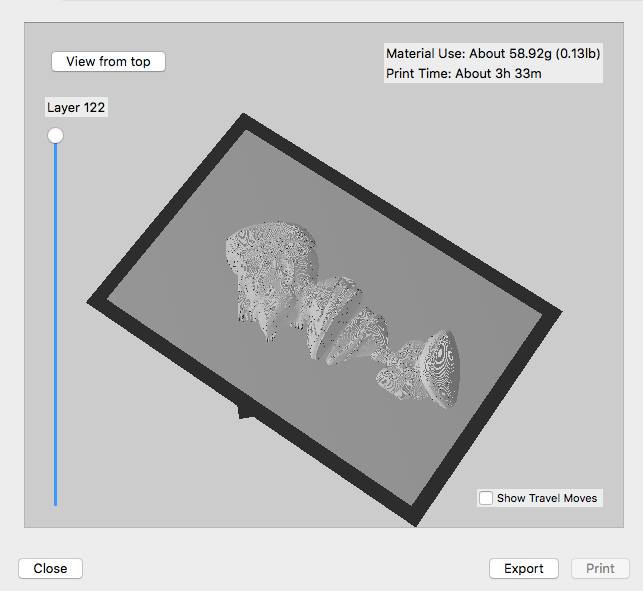 View from top
Material Use: About 58.92g (0.13lb)
Print Time: About 3h 33m
Layer 122
Show Travel Moves
Close
Export
Print